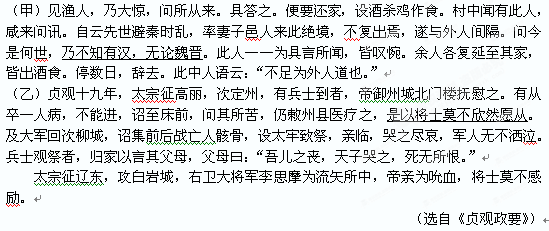 （甲）见渔人，乃大惊，问所从来。具答之。便要还家，设酒杀鸡作食。村中闻有此人，
咸来问讯。自云先世避秦时乱，率妻子邑人来此绝境，不复出焉，遂与外人间隔。问今
是何世，乃不知有汉，无论魏晋。此人一一为具言所闻，皆叹惋。余人各复延至其家，
皆出酒食。停数日，辞去。此中人语云：“不足为外人道也。”
（乙）贞观十九年，太宗征高丽，次定州，有兵士到者，帝御州城北门楼抚慰之。有从
卒一人病，不能进，诏至床前，问其所苦，仍敕州县医疗之，是以将士莫不欣然愿从。
及大军回次柳城，诏集前后战亡人骸骨，设太牢致祭，亲临，哭之尽哀，军人无不洒泣。
兵士观祭者，归家以言其父母，父母曰：“吾儿之丧，天子哭之，死无所恨。”
太宗征辽东，攻白岩城，右卫大将军李思摩为流矢所中，帝亲为吮血，将士莫不感
励。
（选自《贞观政要》）